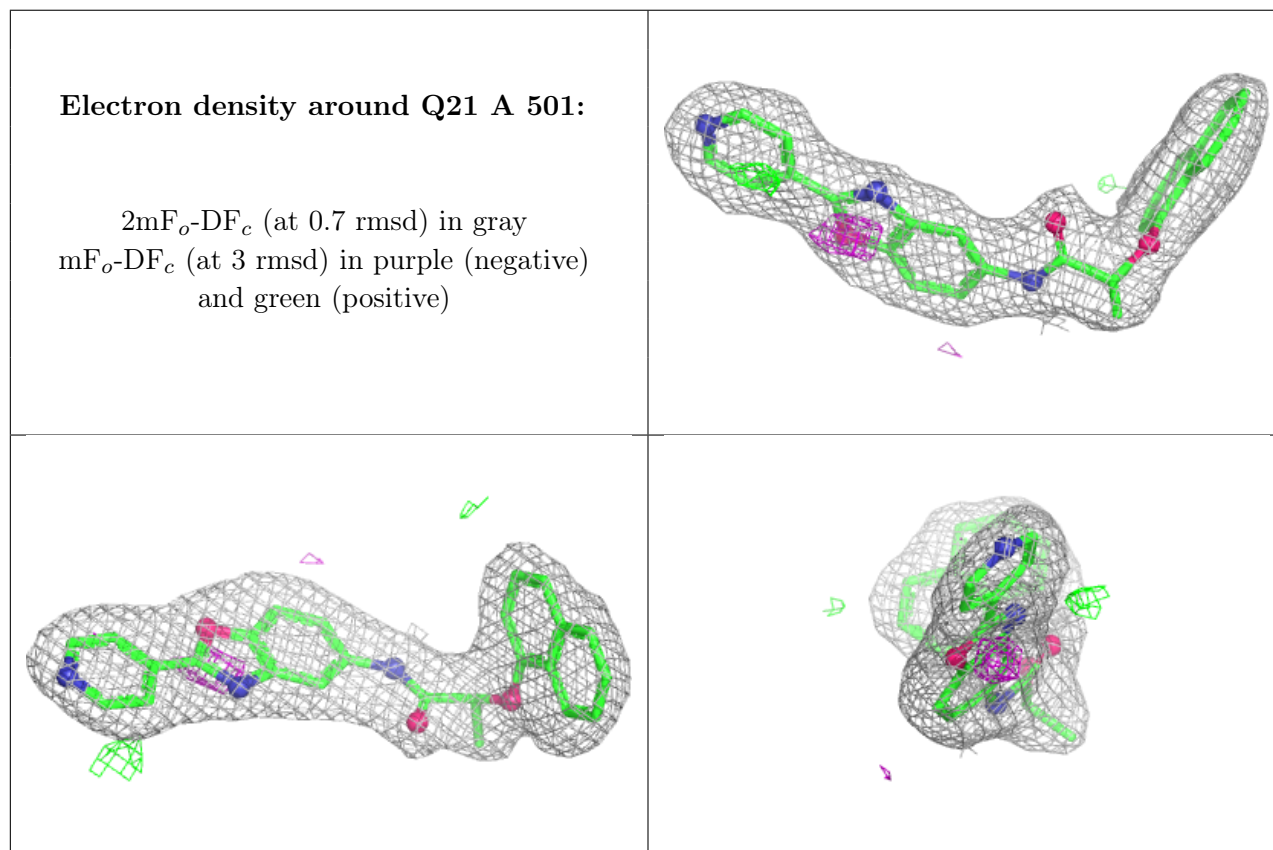 Electron density around Q21 A 501:
2mFo-DFc (at 0.7 rmsd) in gray
mFo-DFc (at 3 rmsd) in purple (negative)
and green (positive)